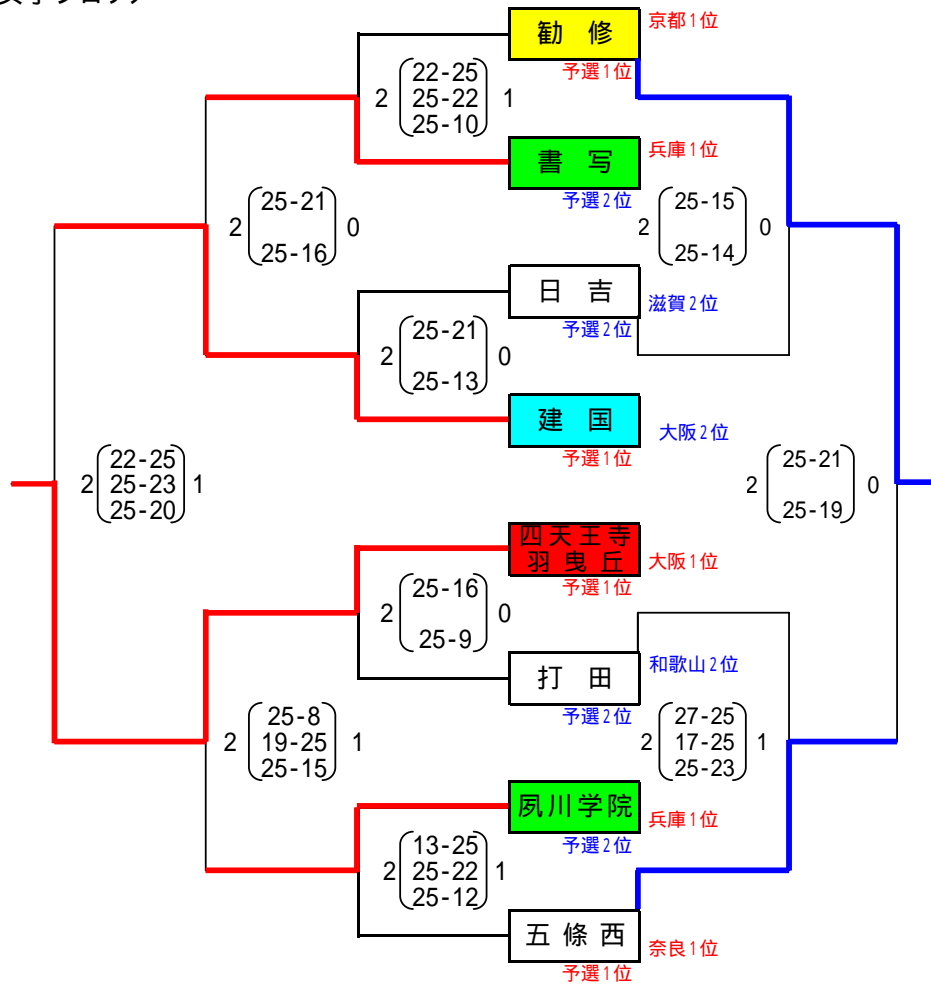 勧修
京都1位
予選1位
2
22-25
25-22
25-10
1
書写
兵庫1位
予選2位
2
25-21
25-16
0
2
25-15
25-14
0
日吉
滋賀2位
予選2位
2
25-21
25-13
0
建国
大阪2位
予選1位
2
22-25
25-23
25-20
1
2
25-21
25-19
0
四天王寺
羽曳丘
大阪1位
予選1位
2
25-16
25-9
0
打田
和歌山2位
予選2位
2
25-8
19-25
25-15
1
2
27-25
17-25
25-23
1
夙川学院
兵庫1位
予選2位
2
13-25
25-22
25-12
1
五條西
奈良1位
予選1位